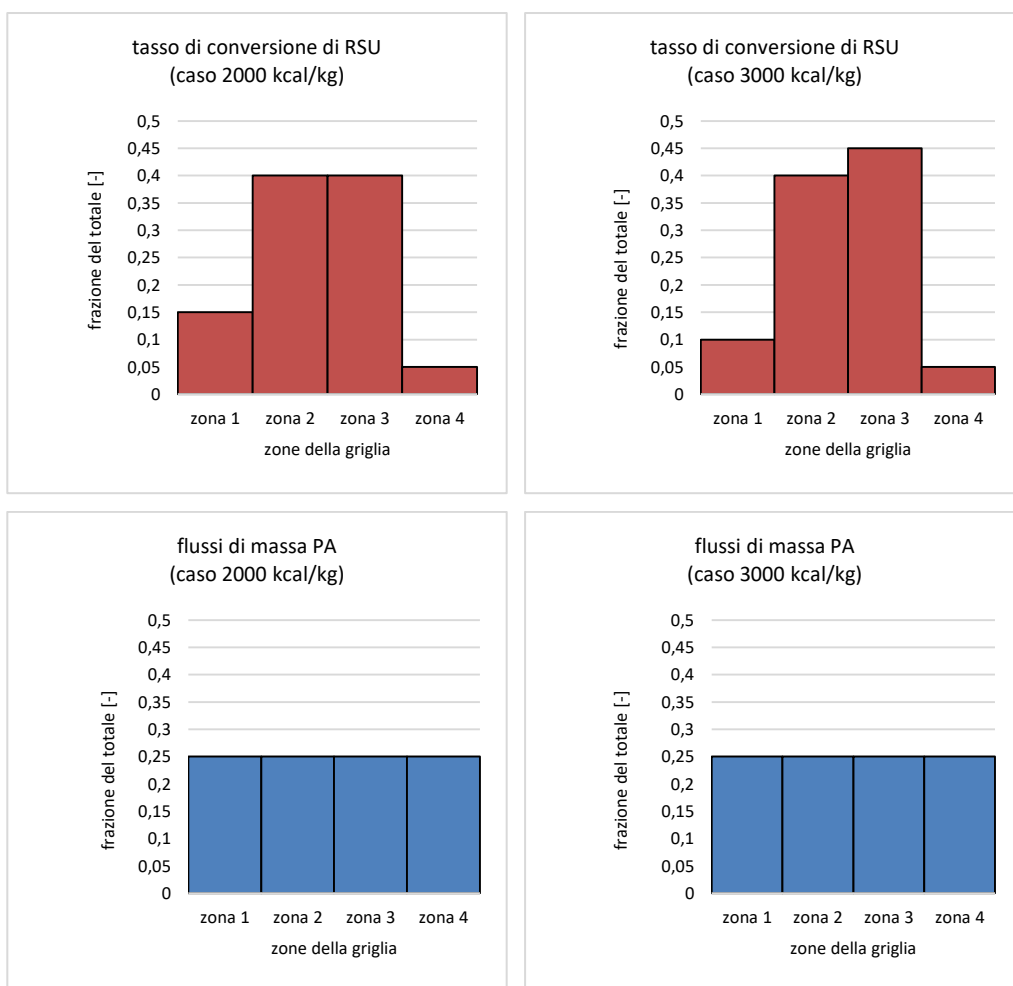 tasso di conversione di RSU
(caso 2000 kcal/kg)
frazione del totale [-]
0,5
0,45
0,4
0,35
0,3
0,25
0,2
0,15
0,1
0,05
0
zona 1 zona 2 zona 3 zona 4
zone della griglia
tasso di conversione di RSU
(caso 3000 kcal/kg)
frazione del totale [-]
0,5
0,45
0,4
0,35
0,3
0,25
0,2
0,15
0,1
0,05
0
zona 1 zona 2 zona 3 zona 4
zone della griglia
flussi di massa PA
(caso 2000 kcal/kg)
frazione del totale [-]
0,5
0,45
0,4
0,35
0,3
0,25
0,2
0,15
0,1
0,05
0
zona 1 zona 2 zona 3 zona 4
zone della griglia
flussi di massa PA
(caso 3000 kcal/kg)
frazione del totale [-]
0,5
0,45
0,4
0,35
0,3
0,25
0,2
0,15
0,1
0,05
0
zona 1 zona 2 zona 3 zona 4
zone della griglia